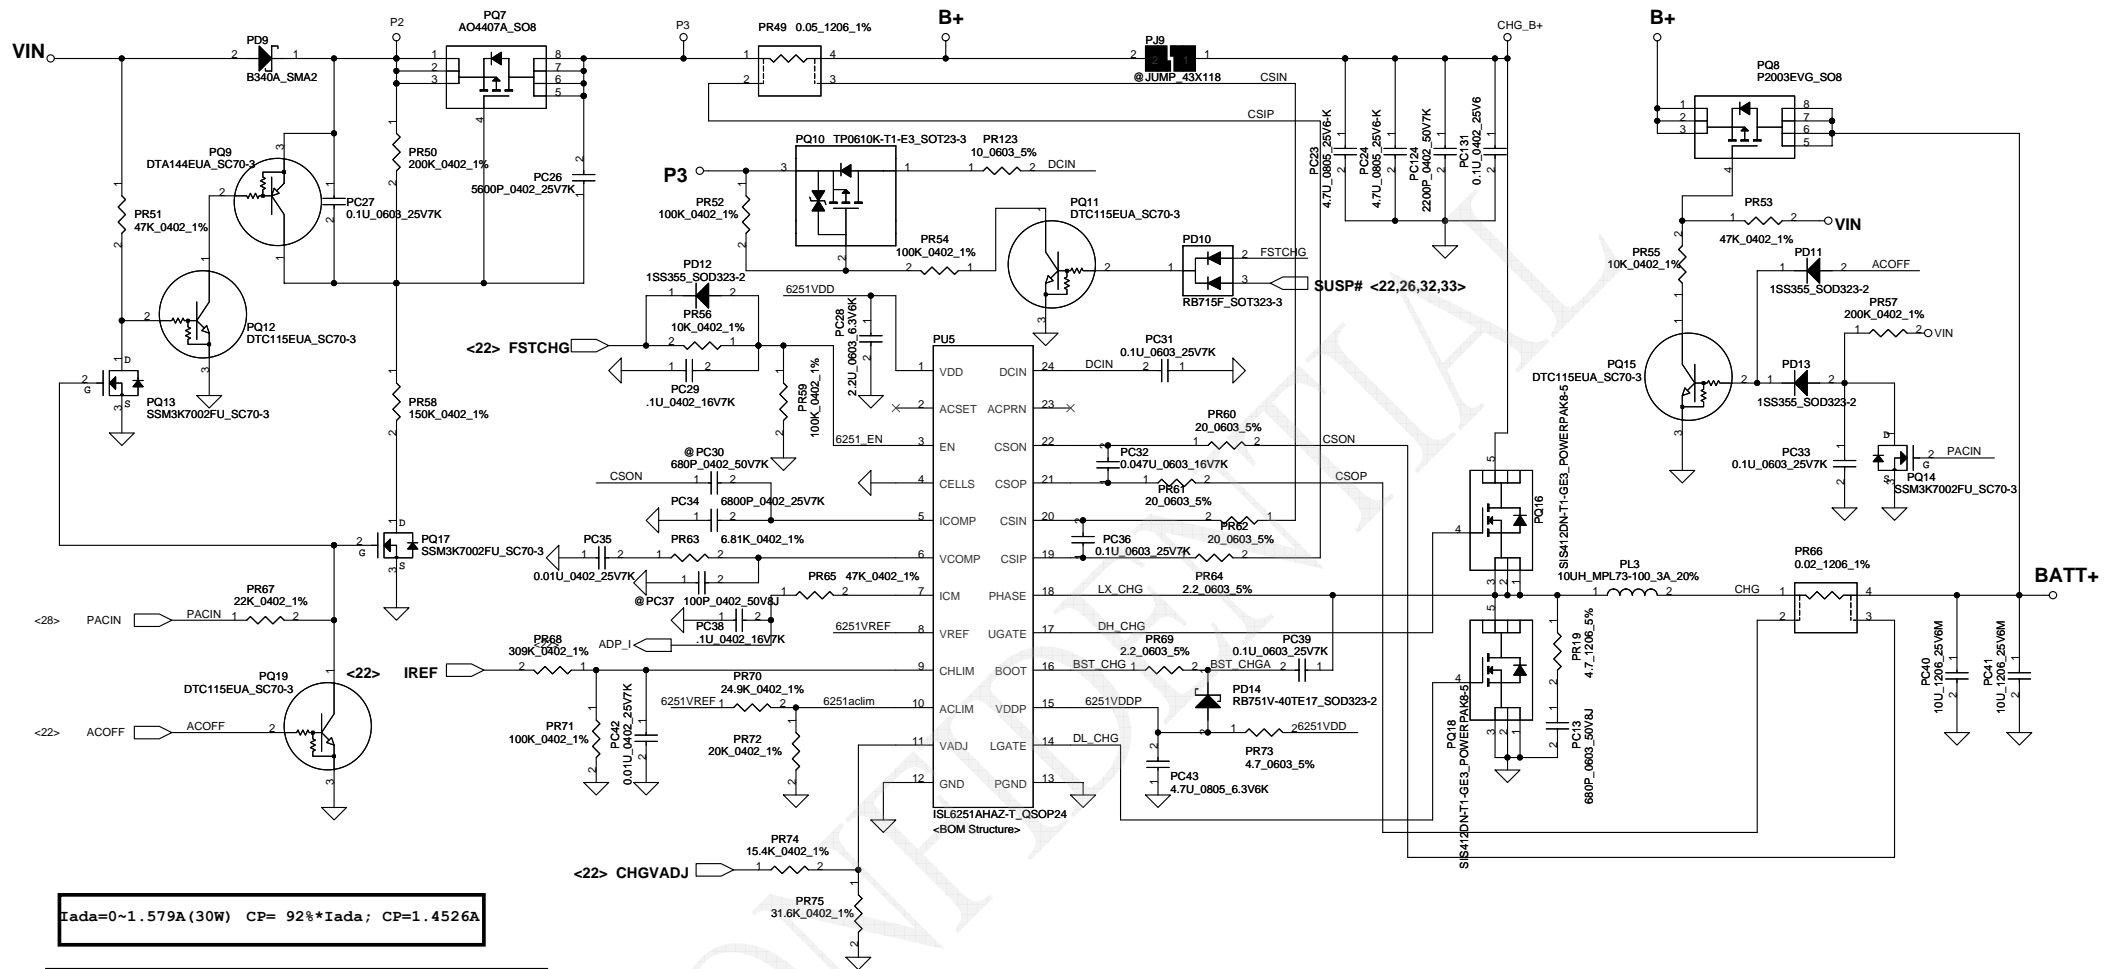 VIN
PD9
B340A_SMA2
P2
PQ7
AO4407A_SO8
P3
PR49 0.05_1206_1%
B+
PJ9
@JUMP_43X118
CSIN
CSIP
CHG_B+
B+
PQ8
P2003EVG_SO8
PQ9
DTA144EUA_SC70-3
PR50
200K_0402_1%
PC26
5600P_0402_25V7K
PC27
0.1U_0603_25V7K
PR51
47K_0402_1%
PQ12
DTC115EUA_SC70-3
PQ13
SSM3K7002FU_SC70-3
PQ10 TP0610K-T1-E3_SOT23-3
PR123
10_0603_5%
DCIN
P3
PR52
100K_0402_1%
PR54
100K_0402_1%
PQ11
DTC115EUA_SC70-3
PD10
RB715F_SOT323-3
FSTCHG
SUSP# <22,26,32,33>
PC23
4.7U_0805_25V6-K
PC24
4.7U_0805_25V6-K
PC124
2200P_0402_50V7K
PC131
0.1U_0402_25V6
PR53
47K_0402_1%
VIN
PR55
10K_0402_1%
PD11
1SS355_SOD323-2
ACOFF
PR57
200K_0402_1%
VIN
PQ15
DTC115EUA_SC70-3
PD13
1SS355_SOD323-2
PC33
0.1U_0603_25V7K
PACIN
PQ14
SSM3K7002FU_SC70-3
PD12
1SS355_SOD323-2
PR56
10K_0402_1%
<22> FSTCHG
PC29
.1U_0402_16V7K
6251VDD
PC28
2.2U_0603_6.3V6K
PR59
100K_0402_1%
6251_EN
PR58
150K_0402_1%
PU5
VDD
ACSET
EN
CELLS
ICOMP
VCOMP
ICM
VREF
CHLIM
ACLIM
VADJ
GND
DCIN
ACPRN
CSON
CSOP
CSIN
CSIP
PHASE
UGATE
BOOT
VDDP
LGATE
PGND
ISL6251AHAZ-T_QSOP24
<BOM Structure>
DCIN
PC31
0.1U_0603_25V7K
PR60
20_0603_5%
CSON
PC32
0.047U_0603_16V7K
CSOP
PR61
20_0603_5%
PC36
0.1U_0603_25V7K
PR62
20_0603_5%
PR64
2.2_0603_5%
LX_CHG
DH_CHG
PR69
2.2_0603_5%
PC39
0.1U_0603_25V7K
BST_CHG
BST_CHGA
PD14
RB751V-40TE17_SOD323-2
6251VDDP
6251VDD
PR73
4.7_0603_5%
DL_CHG
PC43
4.7U_0805_6.3V6K
@PC30
680P_0402_50V7K
CSON
PC34 6800P_0402_25V7K
PC35
0.01U_0402_25V7K
PR63 6.81K_0402_1%
@PC37 100P_0402_50V8J
PR65 47K_0402_1%
PC38
.1U_0402_16V7K
6251VREF
ADP_I
<22>
PR68
309K_0402_1%
<22> IREF
PR71
100K_0402_1%
PC42
0.01U_0402_25V7K
6251VREF
PR70
24.9K_0402_1%
6251aclim
PR72
20K_0402_1%
PR74
15.4K_0402_1%
<22> CHGVADJ
PR75
31.6K_0402_1%
PQ17
SSM3K7002FU_SC70-3
PR67
22K_0402_1%
<28> PACIN
PACIN
PQ19
DTC115EUA_SC70-3
<22> ACOFF
ACOFF
PQ16
SIS412DN-T1-GE3_POWERPAK8-5
PQ18
SIS412DN-T1-GE3_POWERPAK8-5
PL3
10UH_MPL73-100_3A_20%
CHG
PR66
0.02_1206_1%
BATT+
PR19
4.7_1206_5%
PC13
680P_0603_50V8J
PC40
10U_1206_25V6M
PC41
10U_1206_25V6M
Iada=0~1.579A(30W) CP= 92%*Iada; CP=1.4526A
CONFIDENTIAL